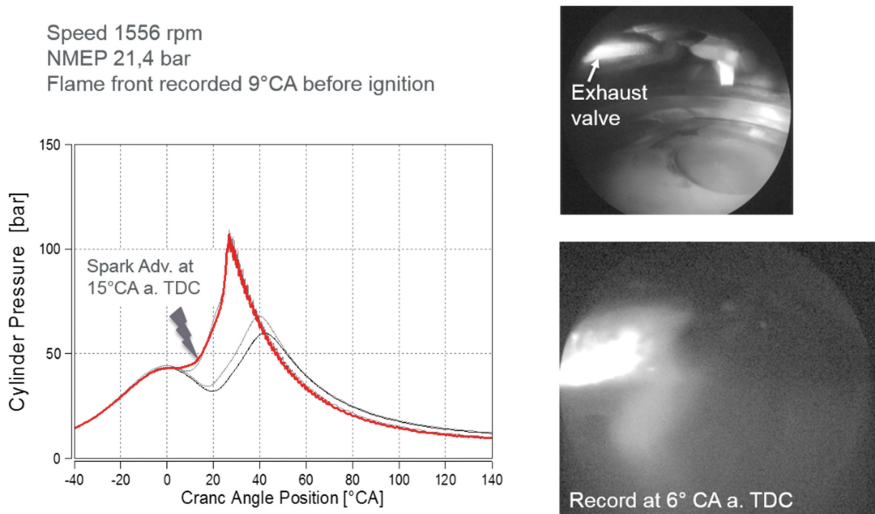 Speed 1556 rpm
NMEP 21,4 bar
Flame front recorded 9°CA before ignition
Exhaust
valve
150
100
50
0
Cylinder Pressure [bar]
Spark Adv. at
15°CA a. TDC
-40
-20
0
20
40
60
80
100
120
140
Cranc Angle Position [°CA]
Record at 6° CA a. TDC